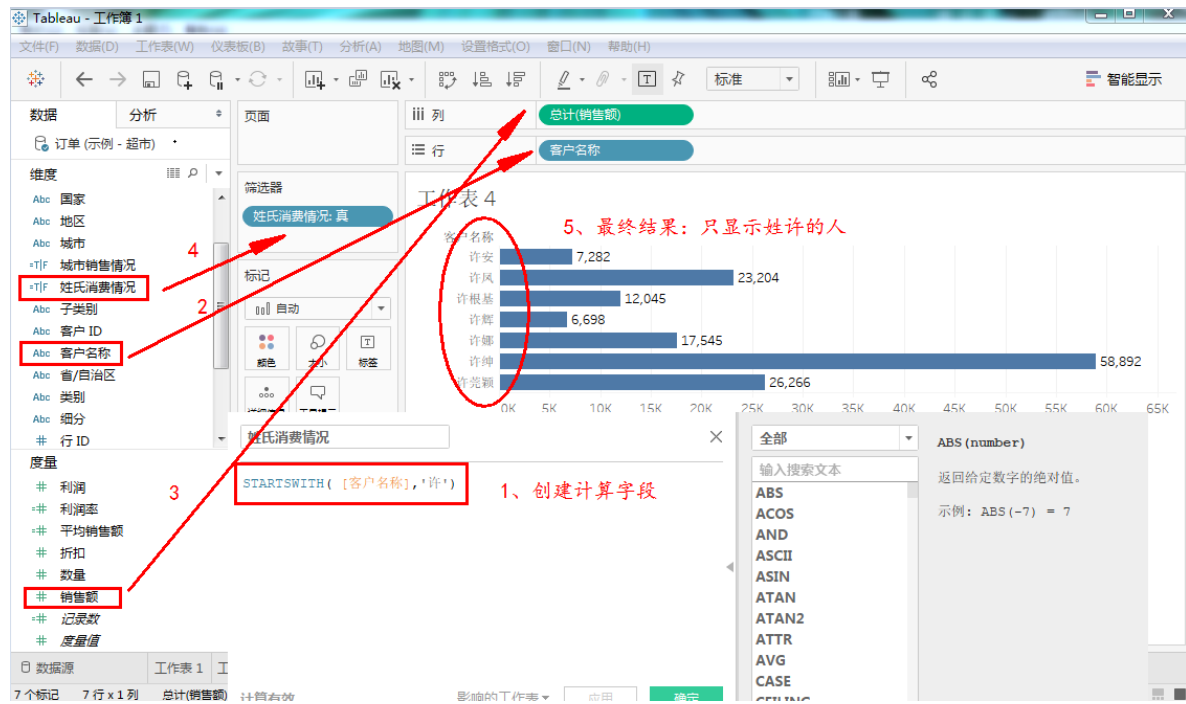 Tableau - 工作簿 1
文件(F) 数据(D) 工作表(W) 仪表板(B) 故事(T) 分析(A) 地图(M) 设置格式(O) 窗口(N) 帮助(H)
标准
智能显示
数据 分析
订单 (示例 - 超市)
维度
Abc 国家
Abc 地区
Abc 城市
=T|F 城市销售情况
=T|F 姓氏消费情况
Abc 子类别
Abc 客户 ID
Abc 客户名称
Abc 省/自治区
Abc 类别
Abc 细分
# 行 ID
度量
# 利润
=# 利润率
=# 平均销售额
# 折扣
# 数量
# 销售额
=# 记录数
# 度量值
4
2
3
页面
筛选器
姓氏消费情况: 真
标记
自动
颜色 大小 标签
列 总计(销售额)
行 客户名称
工作表 4
5、最终结果：只显示姓许的人
客户名称
许安 7,282
许凤 23,204
许根基 12,045
许辉 6,698
许娜 17,545
许绅 58,892
许莞颖 26,266
0K 5K 10K 15K 20K 25K 30K 35K 40K 45K 50K 55K 60K 65K
姓氏消费情况
STARTSWITH( [客户名称],'许')
1、创建计算字段
计算有效 影响的工作表 应用 确定
全部
输入搜索文本
ABS
ACOS
AND
ASCII
ASIN
ATAN
ATAN2
ATTR
AVG
CASE
CEILING
ABS(number)
返回给定数字的绝对值。
示例: ABS(-7) = 7
数据源 工作表 1
7 个标记 7 行 x 1 列 总计(销售额)